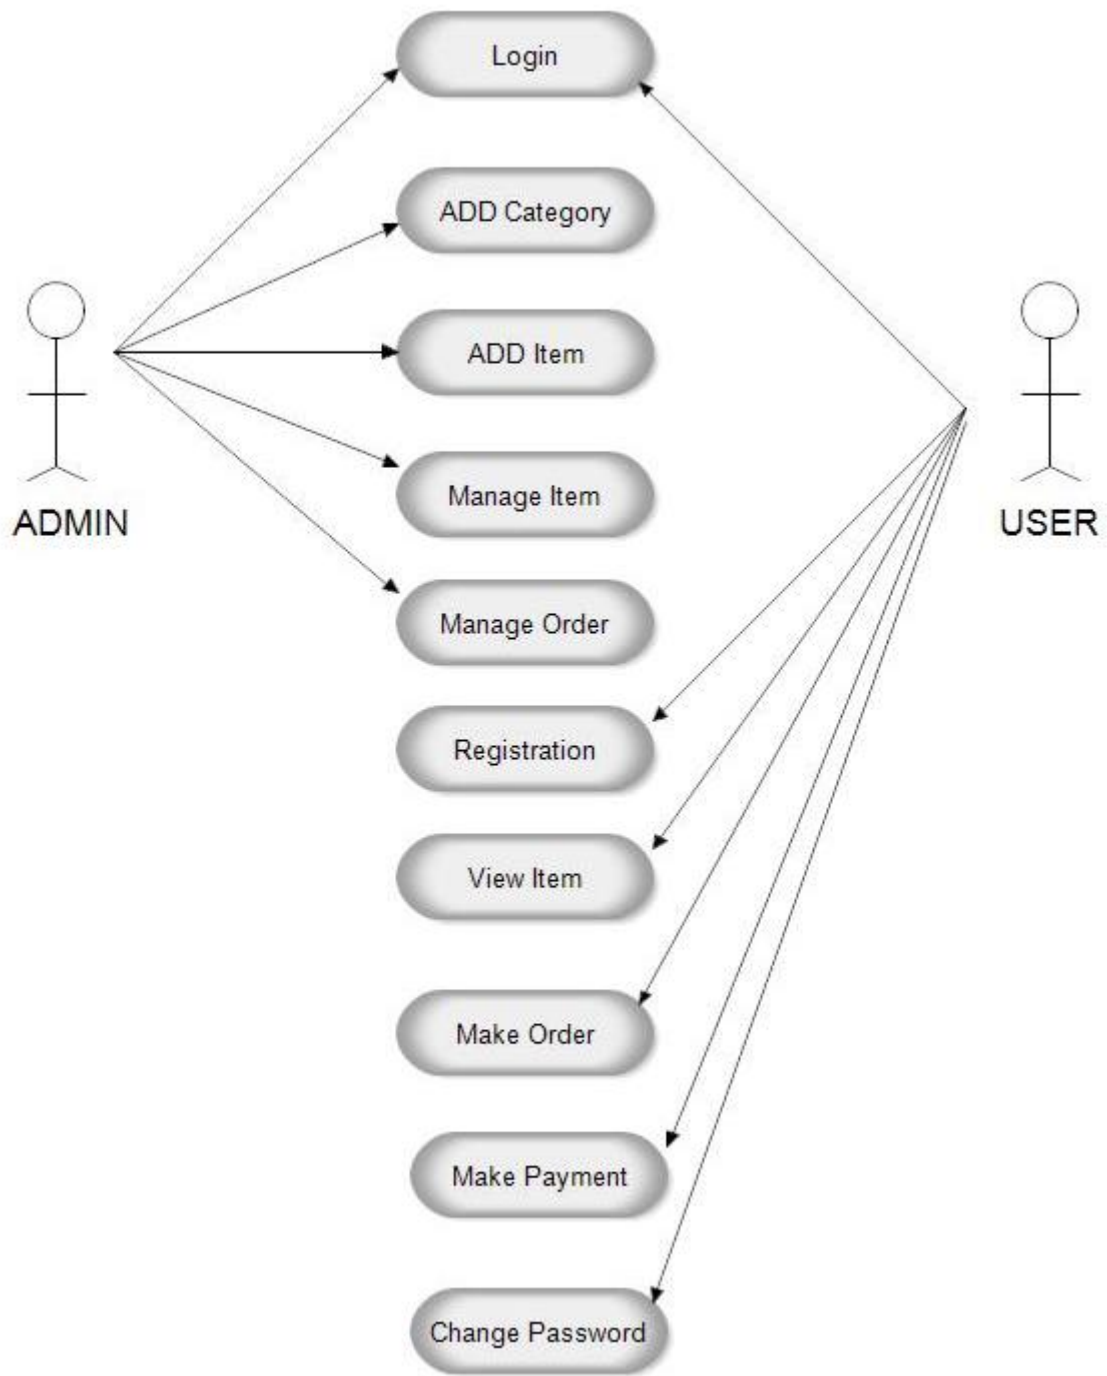 Login
ADD Category
ADD Item
Manage Item
ADMIN
USER
Manage Order
Registration
View Item
Make Order
Make Payment
Change Password